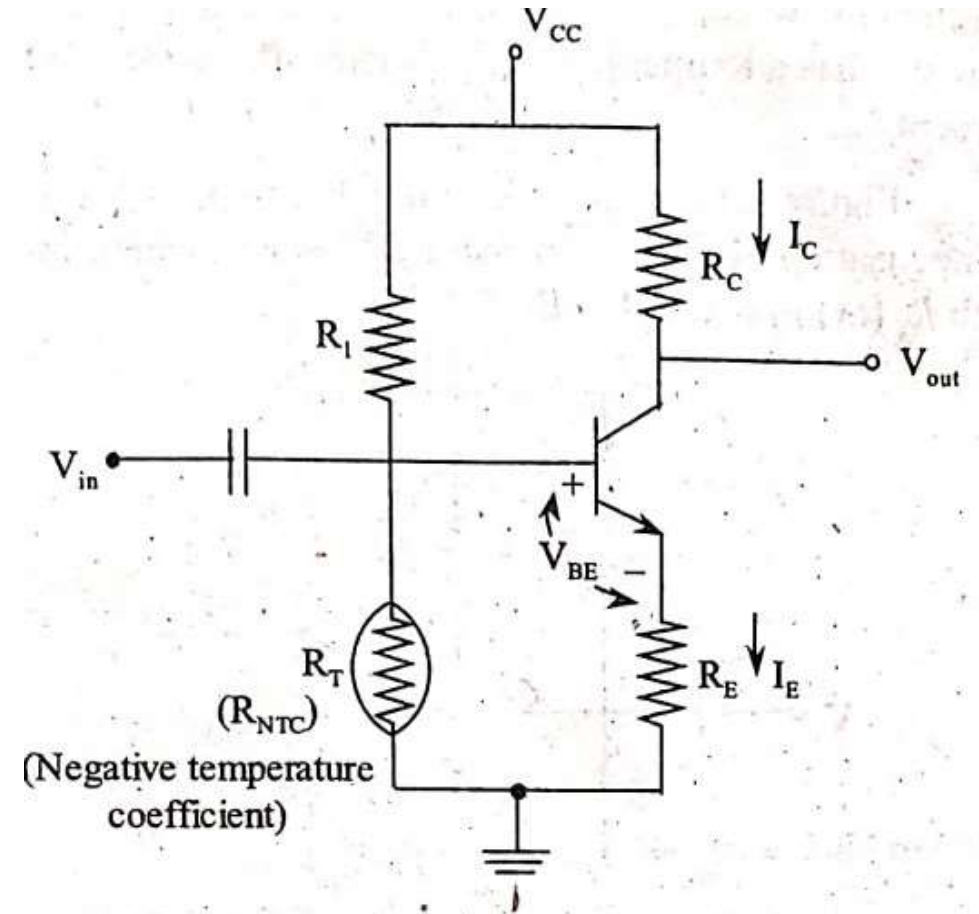 V_CC
I_C
R_C
R_1
V_out
V_in
+
V_BE
−
R_T
(R_NTC)
R_E
I_E
(Negative temperature
coefficient)